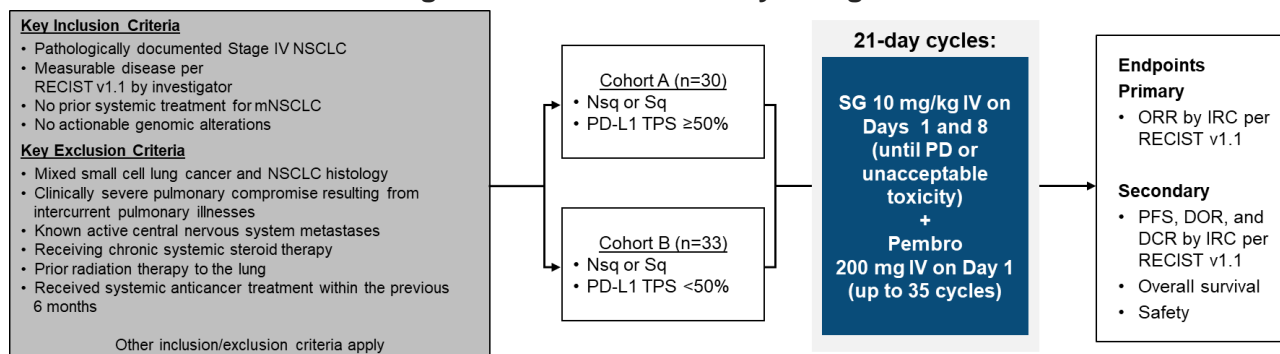 Key Inclusion Criteria
• Pathologically documented Stage IV NSCLC
• Measurable disease per
RECIST v1.1 by investigator
• No prior systemic treatment for mNSCLC
• No actionable genomic alterations
Key Exclusion Criteria
• Mixed small cell lung cancer and NSCLC histology
• Clinically severe pulmonary compromise resulting from
intercurrent pulmonary illnesses
• Known active central nervous system metastases
• Receiving chronic systemic steroid therapy
• Prior radiation therapy to the lung
• Received systemic anticancer treatment within the previous
6 months
Other inclusion/exclusion criteria apply
Cohort A (n=30)
• Nsq or Sq
• PD-L1 TPS ≥50%
Cohort B (n=33)
• Nsq or Sq
• PD-L1 TPS <50%
21-day cycles:
SG 10 mg/kg IV on
Days 1 and 8
(until PD or
unacceptable
toxicity)
+
Pembro
200 mg IV on Day 1
(up to 35 cycles)
Endpoints
Primary
• ORR by IRC per
RECIST v1.1
Secondary
• PFS, DOR, and
DCR by IRC per
RECIST v1.1
• Overall survival
• Safety